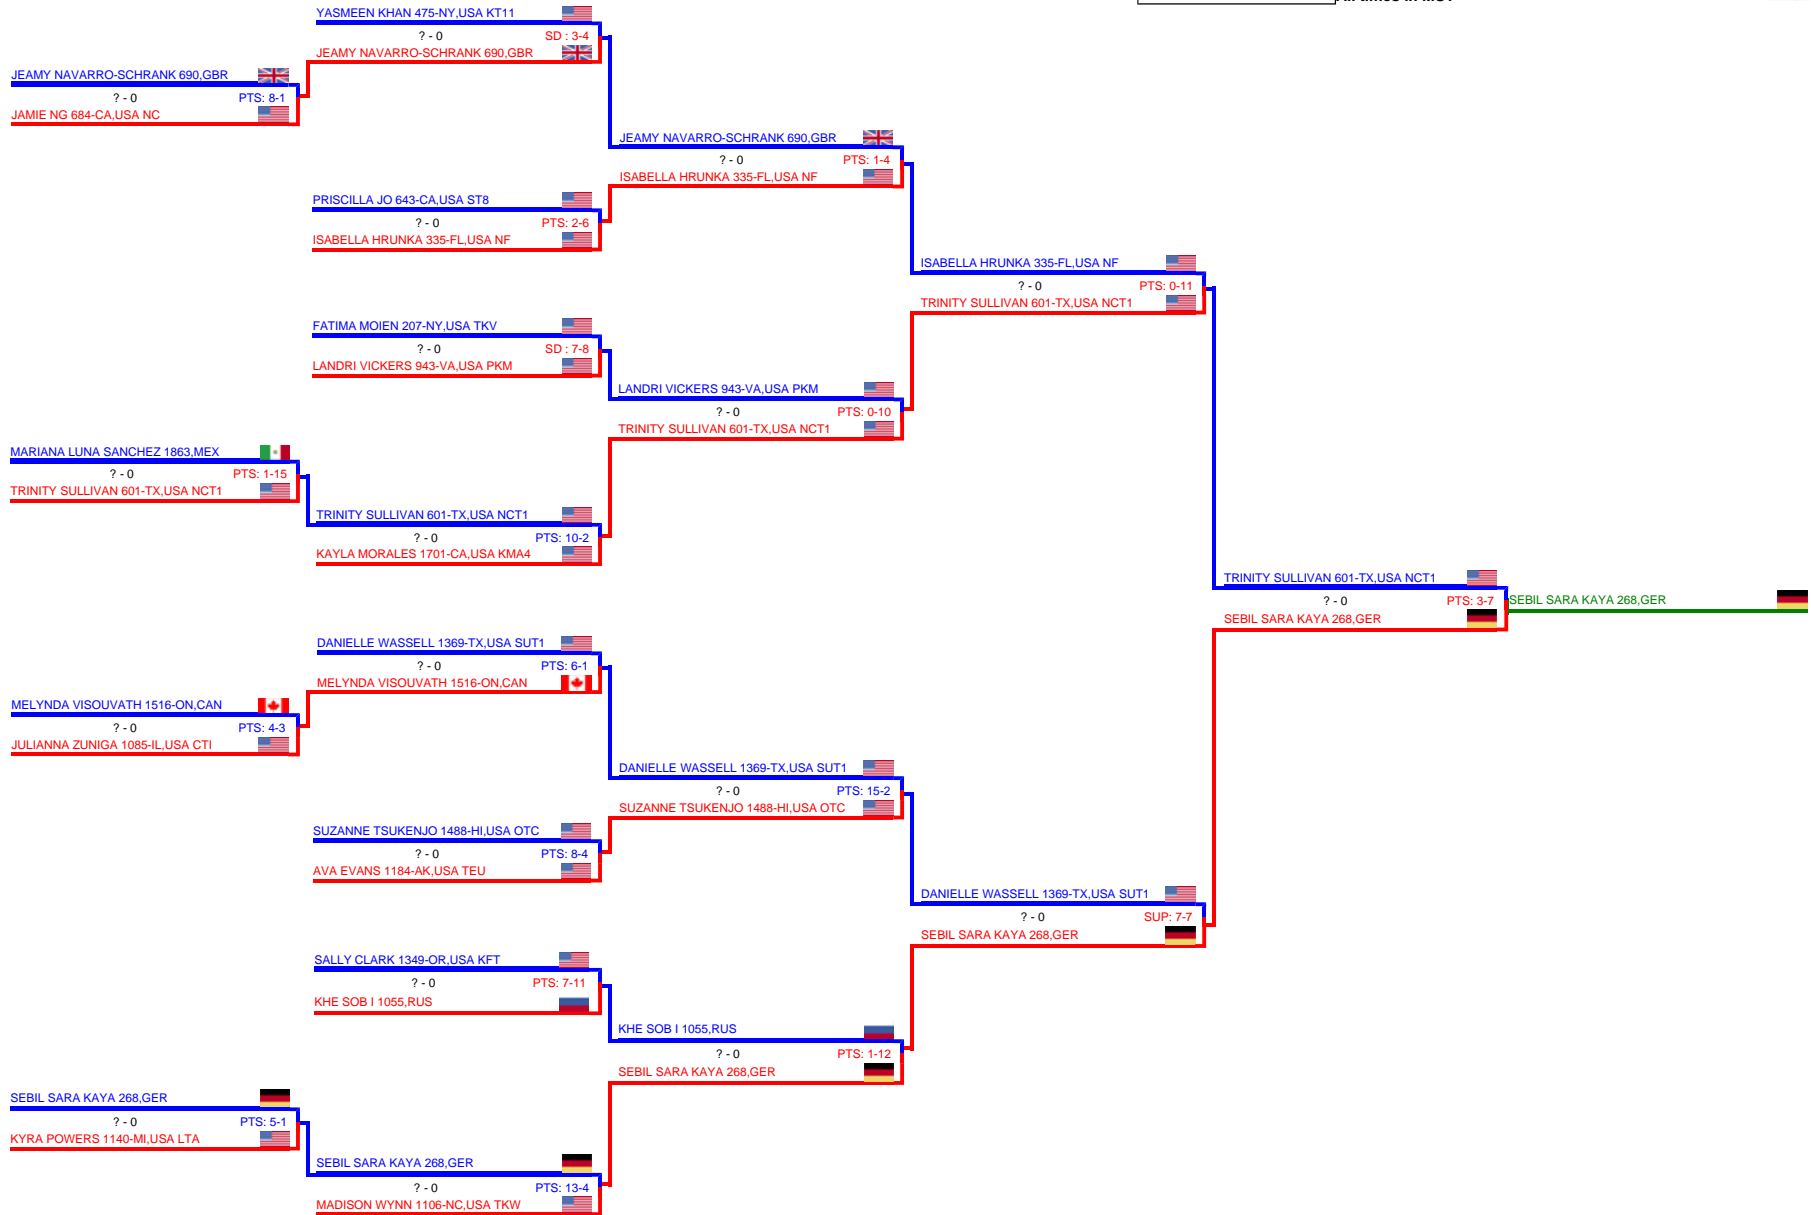 YASMEEN KHAN 475-NY,USA KT11
? - 0 SD : 3-4
JEAMY NAVARRO-SCHRANK 690,GBR
JEAMY NAVARRO-SCHRANK 690,GBR
? - 0 PTS: 8-1
JAMIE NG 684-CA,USA NC
JEAMY NAVARRO-SCHRANK 690,GBR
? - 0 PTS: 1-4
ISABELLA HRUNKA 335-FL,USA NF
PRISCILLA JO 643-CA,USA ST8
? - 0 PTS: 2-6
ISABELLA HRUNKA 335-FL,USA NF
ISABELLA HRUNKA 335-FL,USA NF
? - 0 PTS: 0-11
TRINITY SULLIVAN 601-TX,USA NCT1
FATIMA MOIEN 207-NY,USA TKV
? - 0 SD : 7-8
LANDRI VICKERS 943-VA,USA PKM
LANDRI VICKERS 943-VA,USA PKM
? - 0 PTS: 0-10
TRINITY SULLIVAN 601-TX,USA NCT1
MARIANA LUNA SANCHEZ 1863,MEX
? - 0 PTS: 1-15
TRINITY SULLIVAN 601-TX,USA NCT1
TRINITY SULLIVAN 601-TX,USA NCT1
? - 0 PTS: 10-2
KAYLA MORALES 1701-CA,USA KMA4
TRINITY SULLIVAN 601-TX,USA NCT1
? - 0 PTS: 3-7
SEBIL SARA KAYA 268,GER
SEBIL SARA KAYA 268,GER
DANIELLE WASSELL 1369-TX,USA SUT1
? - 0 PTS: 6-1
MELYNDA VISOUVATH 1516-ON,CAN
MELYNDA VISOUVATH 1516-ON,CAN
? - 0 PTS: 4-3
JULIANNA ZUNIGA 1085-IL,USA CTI
DANIELLE WASSELL 1369-TX,USA SUT1
? - 0 PTS: 15-2
SUZANNE TSUKENJO 1488-HI,USA OTC
SUZANNE TSUKENJO 1488-HI,USA OTC
? - 0 PTS: 8-4
AVA EVANS 1184-AK,USA TEU
DANIELLE WASSELL 1369-TX,USA SUT1
? - 0 SUP: 7-7
SEBIL SARA KAYA 268,GER
SALLY CLARK 1349-OR,USA KFT
? - 0 PTS: 7-11
KHE SOB I 1055,RUS
KHE SOB I 1055,RUS
? - 0 PTS: 1-12
SEBIL SARA KAYA 268,GER
SEBIL SARA KAYA 268,GER
? - 0 PTS: 5-1
KYRA POWERS 1140-MI,USA LTA
SEBIL SARA KAYA 268,GER
? - 0 PTS: 13-4
MADISON WYNN 1106-NC,USA TKW